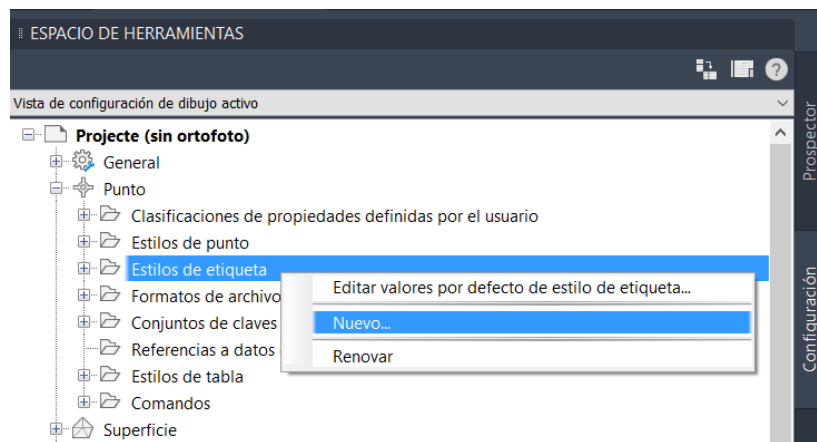 ESPACIO DE HERRAMIENTAS
Vista de configuración de dibujo activo
Projecte (sin ortofoto)
General
Punto
Clasificaciones de propiedades definidas por el usuario
Estilos de punto
Estilos de etiqueta
Editar valores por defecto de estilo de etiqueta...
Formatos de archivo
Nuevo...
Conjuntos de claves
Referencias a datos
Renovar
Estilos de tabla
Comandos
Superficie
Prospector
Configuración